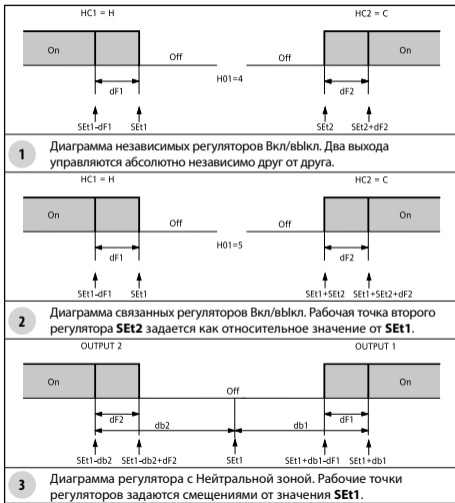 HC1 = H HC2 = C
On Off Off On
H01=4
dF1 dF2
SEt1-dF1 SEt1 SEt2 SEt2+dF2
1 Диаграмма независимых регуляторов Вкл/вЫкл. Два выхода
управляются абсолютно независимо друг от друга.
HC1 = H HC2 = C
On Off Off On
H01=5
dF1 dF2
SEt1-dF1 SEt1 SEt1+SEt2 SEt1+SEt2+dF2
2 Диаграмма связанных регуляторов Вкл/вЫкл. Рабочая точка второго
регулятора SEt2 задается как относительное значение от SEt1.
OUTPUT 2 OUTPUT 1
On Off On
dF2 dF1
db2 db1
SEt1-db2 SEt1-db2+dF2 SEt1 SEt1+db1-dF1 SEt1+db1
3 Диаграмма регулятора с Нейтральной зоной. Рабочие точки
регуляторов задаются смещениями от значения SEt1.